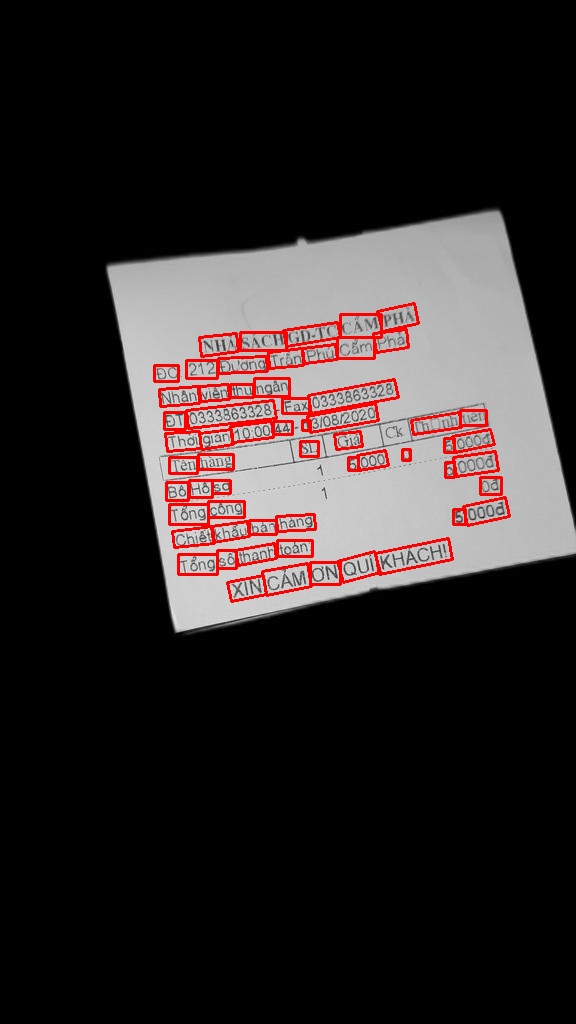 NHÀ SÁCH GD-TC CẨM PHẢ
ĐC 212 Đường Trần Phú Cẩm Phả
Nhân viên thu ngân
ĐT 0333863328 - Fax 0333863328
Thời gian 10:00:44 - 3/08/2020
Tên hàng SL Giá Ck Thành tiền
1 5,000 5,000đ
Bộ Hồ sơ
Tổng cộng 1 5,000đ
Chiết khấu bán hàng 0đ
Tổng số thanh toán 5,000đ
XIN CẢM ƠN QUÍ KHÁCH!